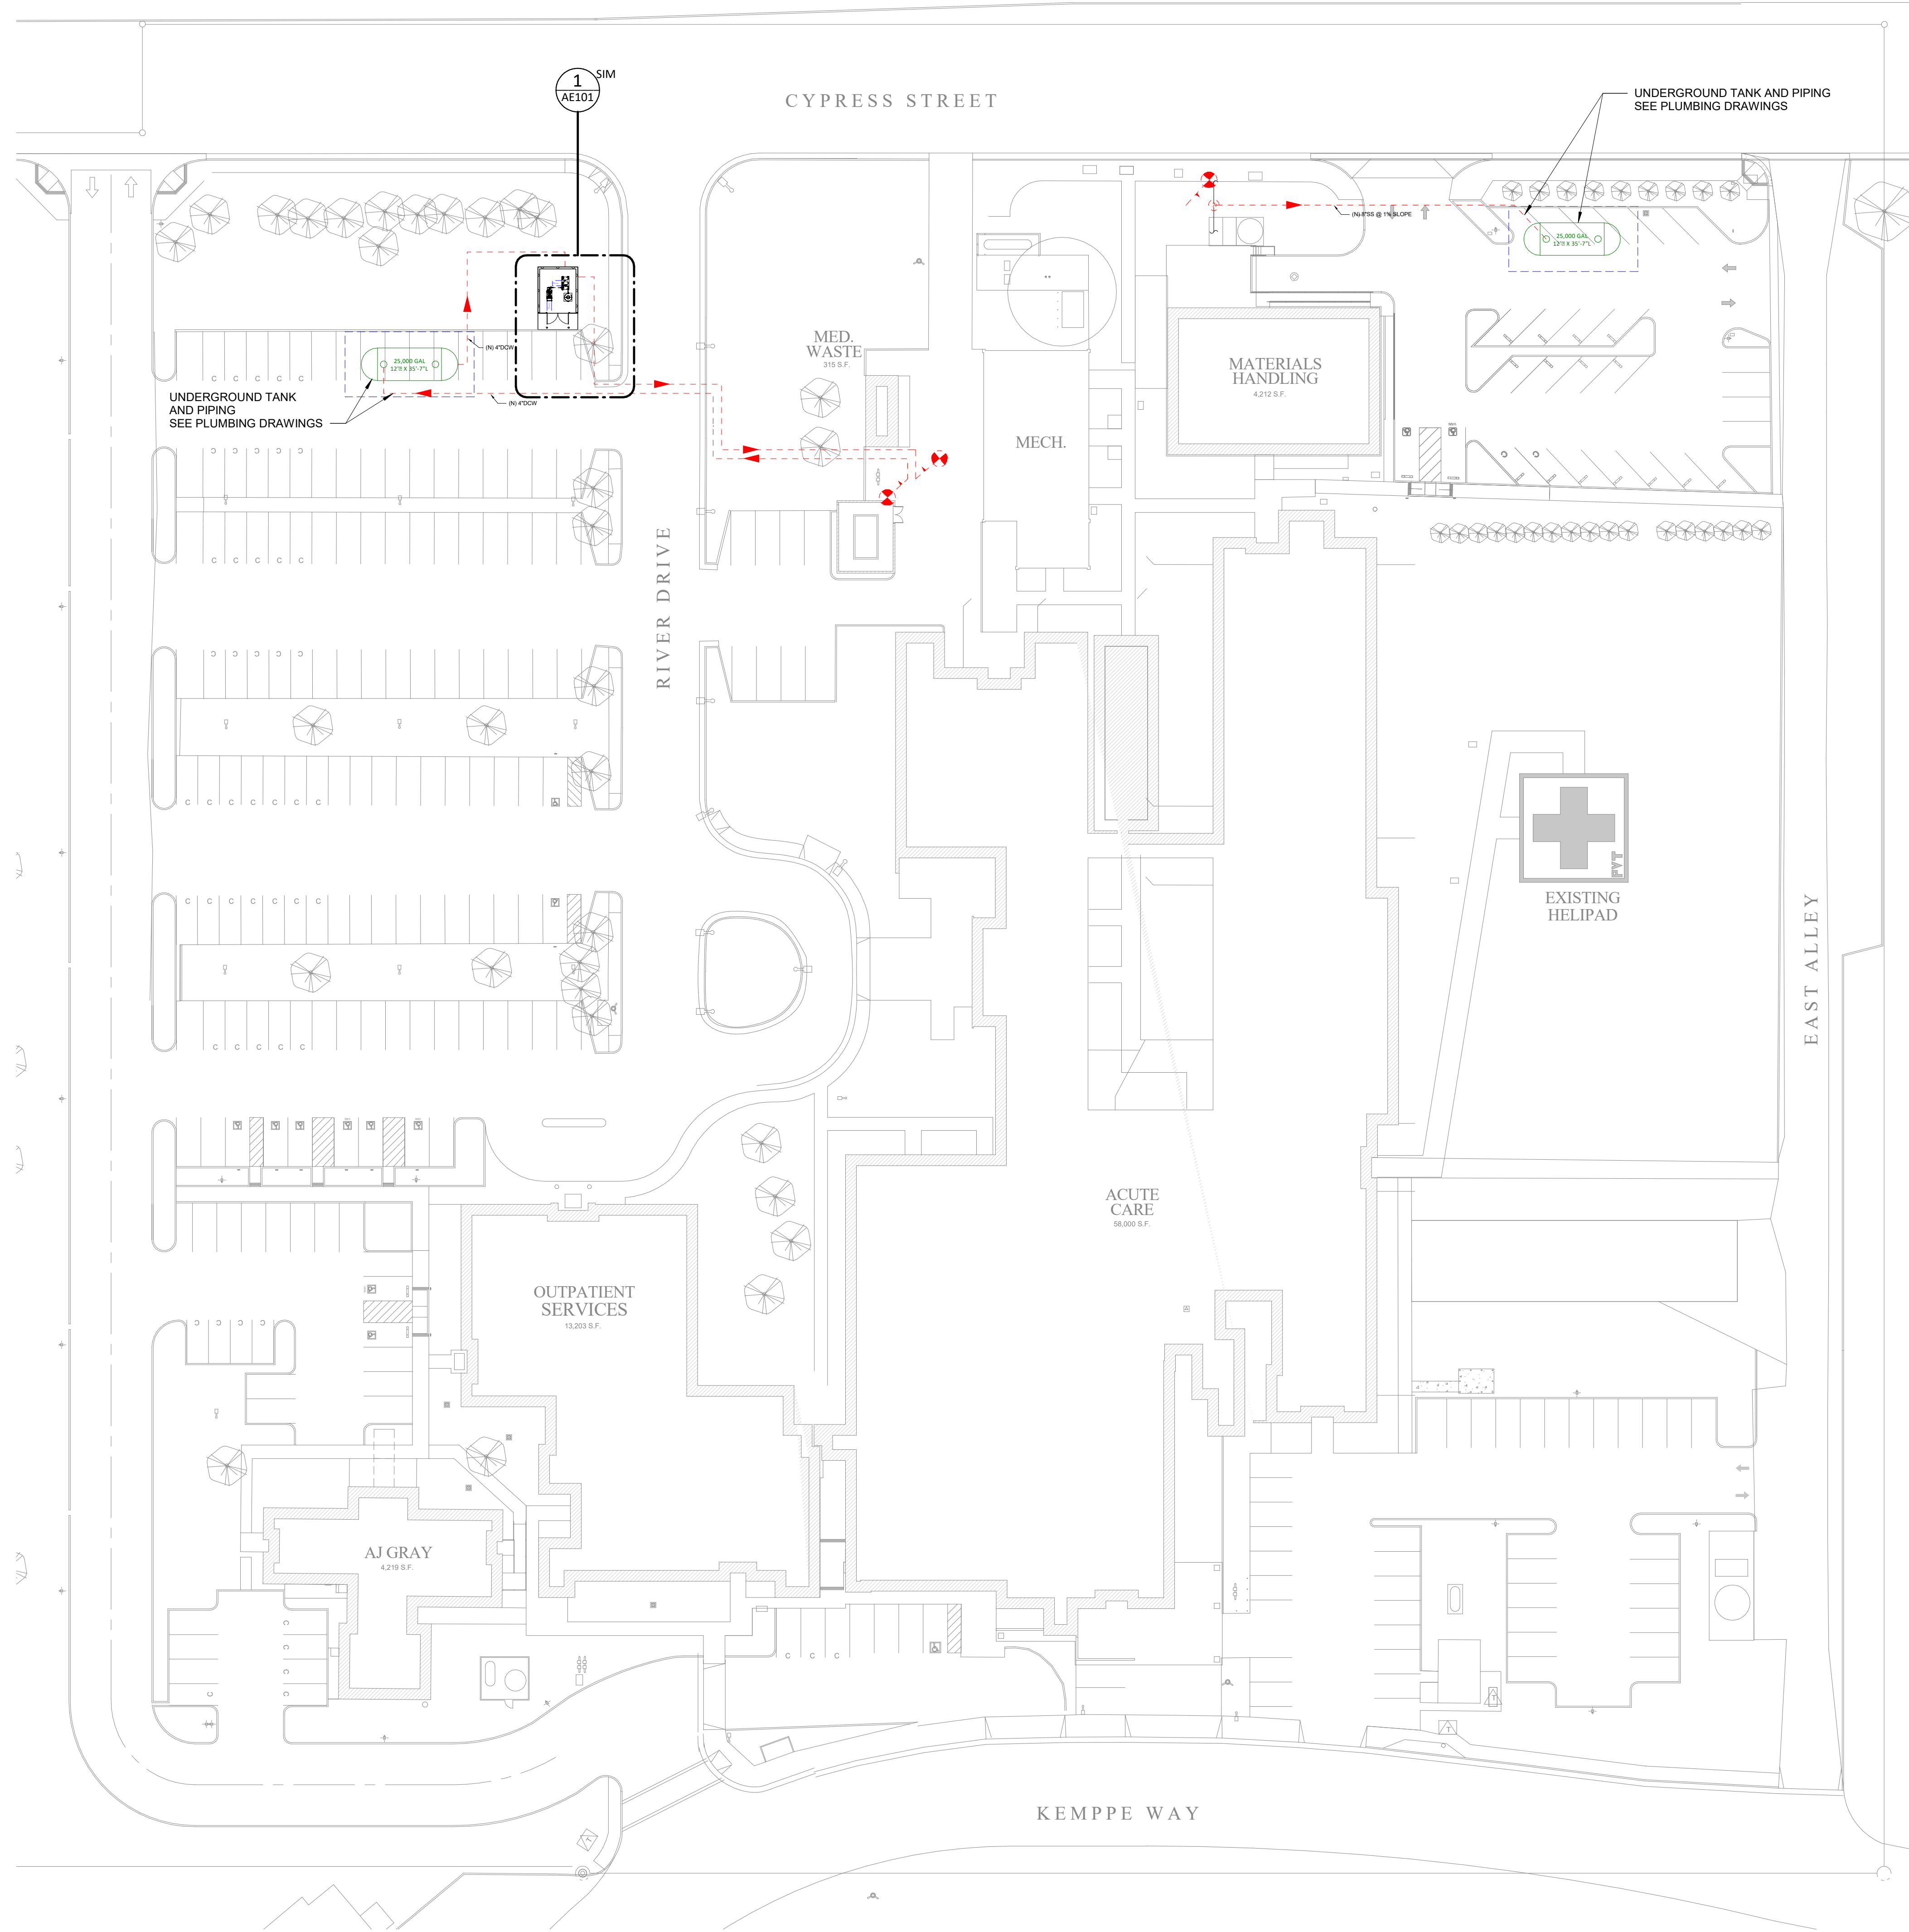 1
SIM
AE101
CYPRESS STREET
UNDERGROUND TANK AND PIPING
SEE PLUMBING DRAWINGS
(N) 8"SS @ 1% SLOPE
25,000 GAL
(N) 4"DCW
25,000 GAL
(N) 4"DCW
UNDERGROUND TANK
AND PIPING
SEE PLUMBING DRAWINGS
MED.
WASTE
315 S.F.
MATERIALS
HANDLING
4,212 S.F.
MECH.
RIVER DRIVE
C C C C C
C C C C C
C C C C C
C C C C C
C C C C C C C
EXISTING
HELIPAD
C C C C C C C
EAST ALLEY
C C C C C
ACUTE
CARE
58,000 S.F.
OUTPATIENT
SERVICES
13,203 S.F.
C C C C
AJ GRAY
4,219 S.F.
C C C
T
T
KEMPPE WAY